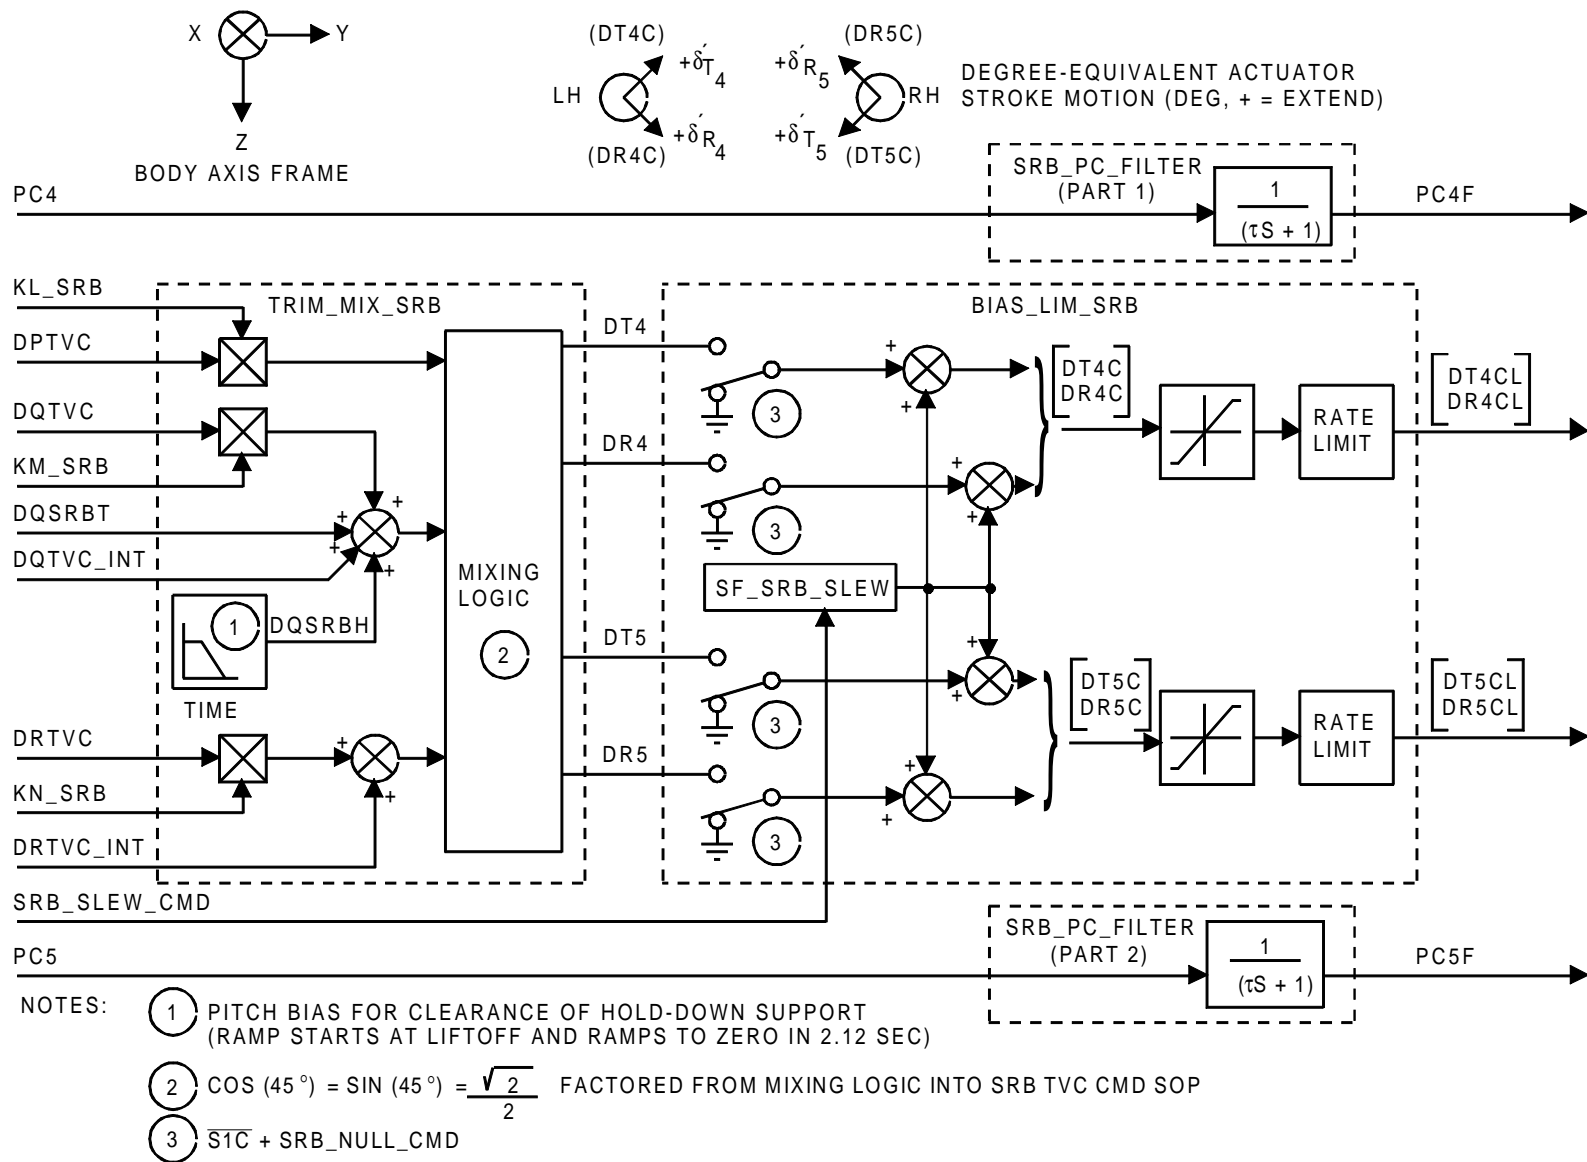 X
Y
Z
BODY AXIS FRAME
(DT4C)
+δ´T4
LH
+δ´R4
(DR4C)
(DR5C)
+δ´R5
RH
+δ´T5
(DT5C)
DEGREE-EQUIVALENT ACTUATOR
STROKE MOTION (DEG, + = EXTEND)
PC4
SRB_PC_FILTER
(PART 1)
1
(τS + 1)
PC4F
KL_SRB
DPTVC
DQTVC
KM_SRB
DQSRBT
DQTVC_INT
TRIM_MIX_SRB
+
+
+
+
1
DQSRBH
TIME
DRTVC
KN_SRB
DRTVC_INT
+
+
MIXING
LOGIC
2
DT4
DR4
DT5
DR5
BIAS_LIM_SRB
3
3
3
3
SF_SRB_SLEW
+
+
+
+
+
+
+
+
DT4C
DR4C
RATE
LIMIT
DT4CL
DR4CL
DT5C
DR5C
RATE
LIMIT
DT5CL
DR5CL
SRB_SLEW_CMD
PC5
SRB_PC_FILTER
(PART 2)
1
(τS + 1)
PC5F
NOTES:
1 PITCH BIAS FOR CLEARANCE OF HOLD-DOWN SUPPORT
(RAMP STARTS AT LIFTOFF AND RAMPS TO ZERO IN 2.12 SEC)
2 COS (45°) = SIN (45°) = √2/2 FACTORED FROM MIXING LOGIC INTO SRB TVC CMD SOP
3 S̅1̅C̅ + SRB_NULL_CMD